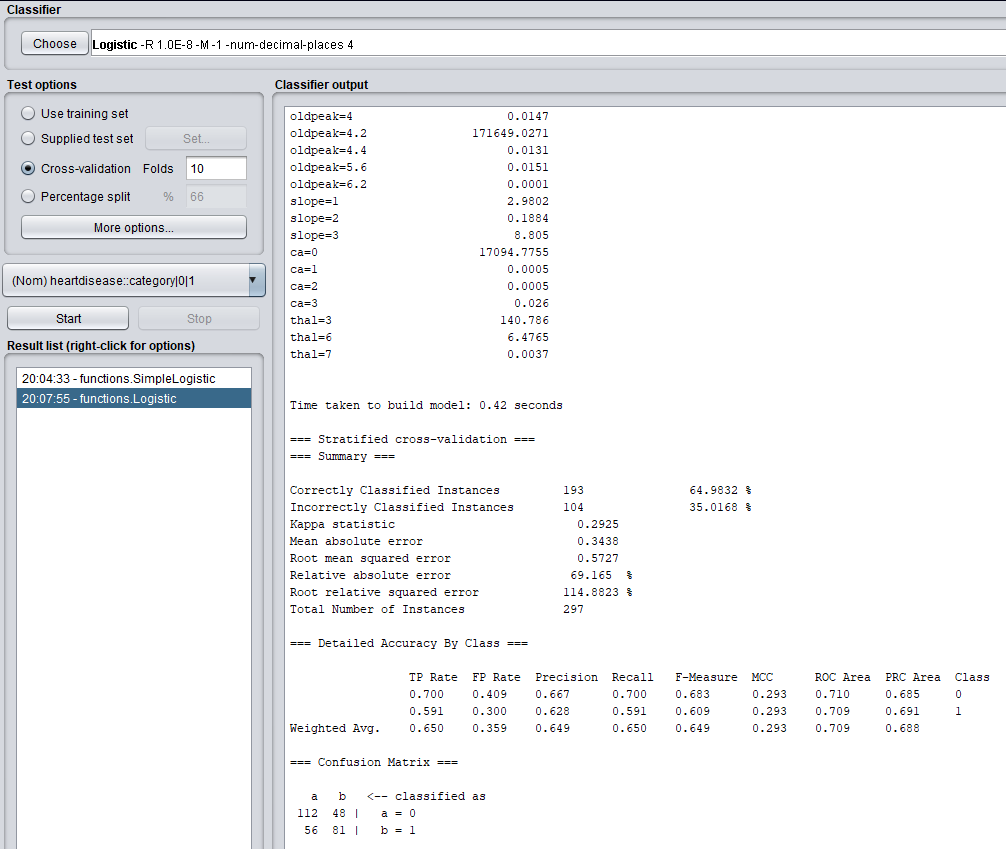 Classifier
Choose Logistic -R 1.0E-8 -M -1 -num-decimal-places 4
Test options
Use training set
Supplied test set Set...
Cross-validation Folds 10
Percentage split % 66
More options...
(Nom) heartdisease::category|0|1
Start Stop
Result list (right-click for options)
20:04:33 - functions.SimpleLogistic
20:07:55 - functions.Logistic
Classifier output
oldpeak=4 0.0147
oldpeak=4.2 171649.0271
oldpeak=4.4 0.0131
oldpeak=5.6 0.0151
oldpeak=6.2 0.0001
slope=1 2.9802
slope=2 0.1884
slope=3 8.805
ca=0 17094.7755
ca=1 0.0005
ca=2 0.0005
ca=3 0.026
thal=3 140.786
thal=6 6.4765
thal=7 0.0037
Time taken to build model: 0.42 seconds
=== Stratified cross-validation ===
=== Summary ===
Correctly Classified Instances 193 64.9832 %
Incorrectly Classified Instances 104 35.0168 %
Kappa statistic 0.2925
Mean absolute error 0.3438
Root mean squared error 0.5727
Relative absolute error 69.165 %
Root relative squared error 114.8823 %
Total Number of Instances 297
=== Detailed Accuracy By Class ===
TP Rate FP Rate Precision Recall F-Measure MCC ROC Area PRC Area Class
0.700 0.409 0.667 0.700 0.683 0.293 0.710 0.685 0
0.591 0.300 0.628 0.591 0.609 0.293 0.709 0.691 1
Weighted Avg. 0.650 0.359 0.649 0.650 0.649 0.293 0.709 0.688
=== Confusion Matrix ===
a b <-- classified as
112 48 | a = 0
56 81 | b = 1